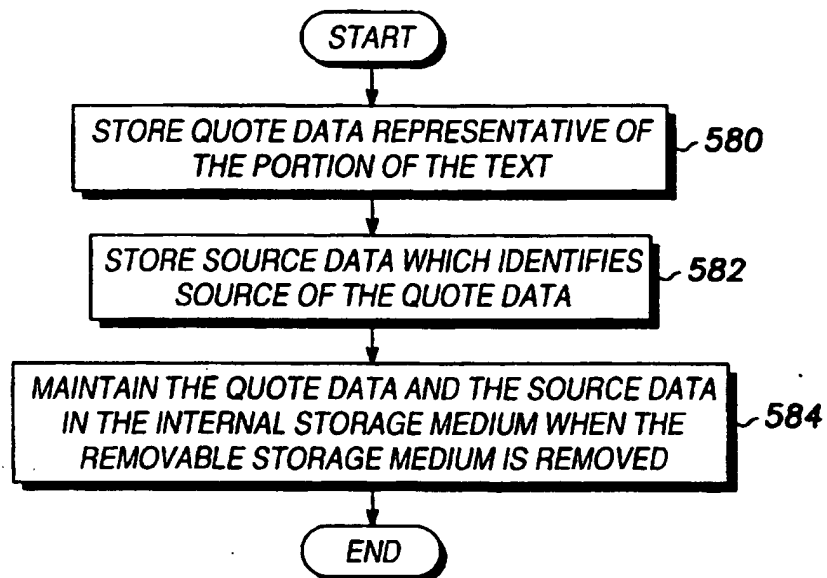 START
STORE QUOTE DATA REPRESENTATIVE OF
THE PORTION OF THE TEXT
580
STORE SOURCE DATA WHICH IDENTIFIES
SOURCE OF THE QUOTE DATA
582
MAINTAIN THE QUOTE DATA AND THE SOURCE DATA
IN THE INTERNAL STORAGE MEDIUM WHEN THE
REMOVABLE STORAGE MEDIUM IS REMOVED
584
END